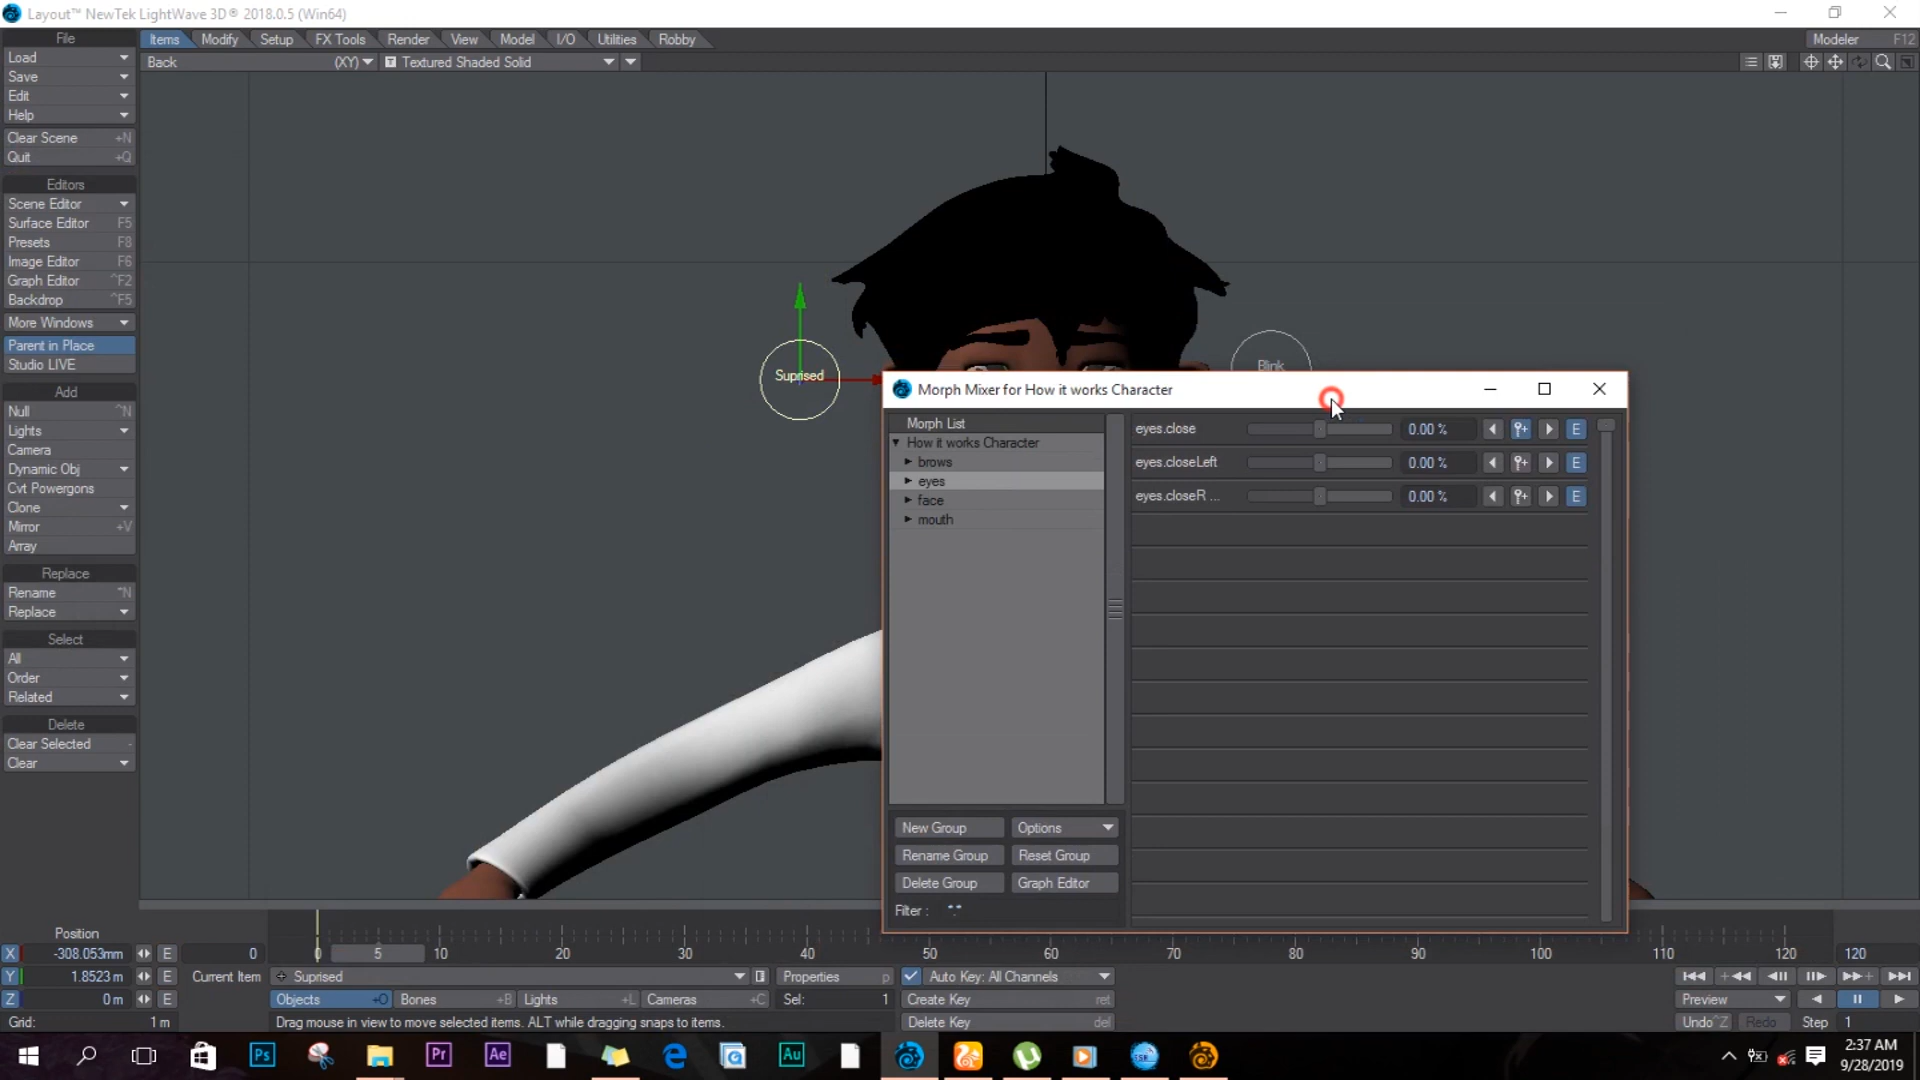 Layout™ NewTek LightWave 3D® 2018.0.5 (Win64)
File
Items Modify Setup FX Tools Render View Model I/O Utilities Robby Modeler F12
Load
Back (XY) T Textured Shaded Solid
Save
Edit
Help
Clear Scene +N
Quit +Q
Editors
Scene Editor
Surface Editor F5
Presets F8
Image Editor F6
Graph Editor ^F2
Backdrop ^F5
More Windows
Parent in Place
Studio LIVE
Add
Null ^N
Lights
Camera
Dynamic Obj
Cvt Powergons
Clone
Mirror +V
Array
Replace
Rename ^N
Replace
Select
All
Order
Related
Delete
Clear Selected -
Clear
Suprised
Blink
Morph Mixer for How it works Character
Morph List
How it works Character
brows
eyes
face
mouth
eyes.close 0.00 % E
eyes.closeLeft 0.00 % E
eyes.closeR ... 0.00 % E
New Group Options
Rename Group Reset Group
Delete Group Graph Editor
Filter : *.*
Position
X -308.053mm E 0
0 5 10 20 30 40 50 60 70 80 90 100 110 120 120
Y 1.8523 m E Current Item + Suprised Properties p Auto Key: All Channels
Z 0 m E Objects +O Bones +B Lights +L Cameras +C Sel: 1 Create Key ret Preview
Grid: 1 m Drag mouse in view to move selected items. ALT while dragging snaps to items. Delete Key del Undo ^Z Redo Step 1
Ps Pr Ae Au
2:37 AM
9/28/2019